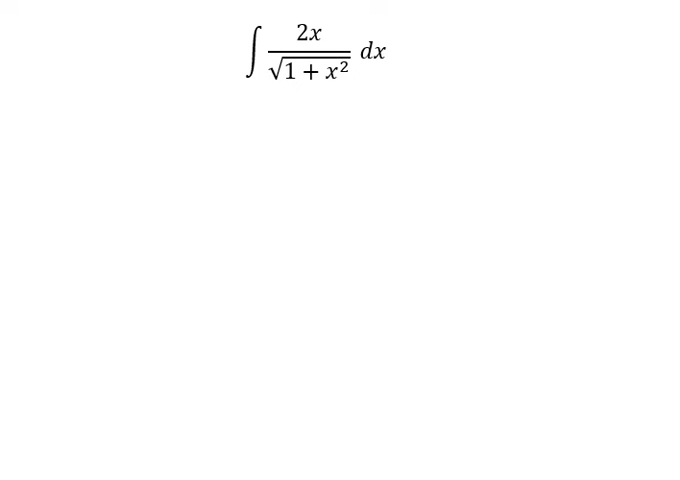 ∫ 2x/√(1 + x²) dx